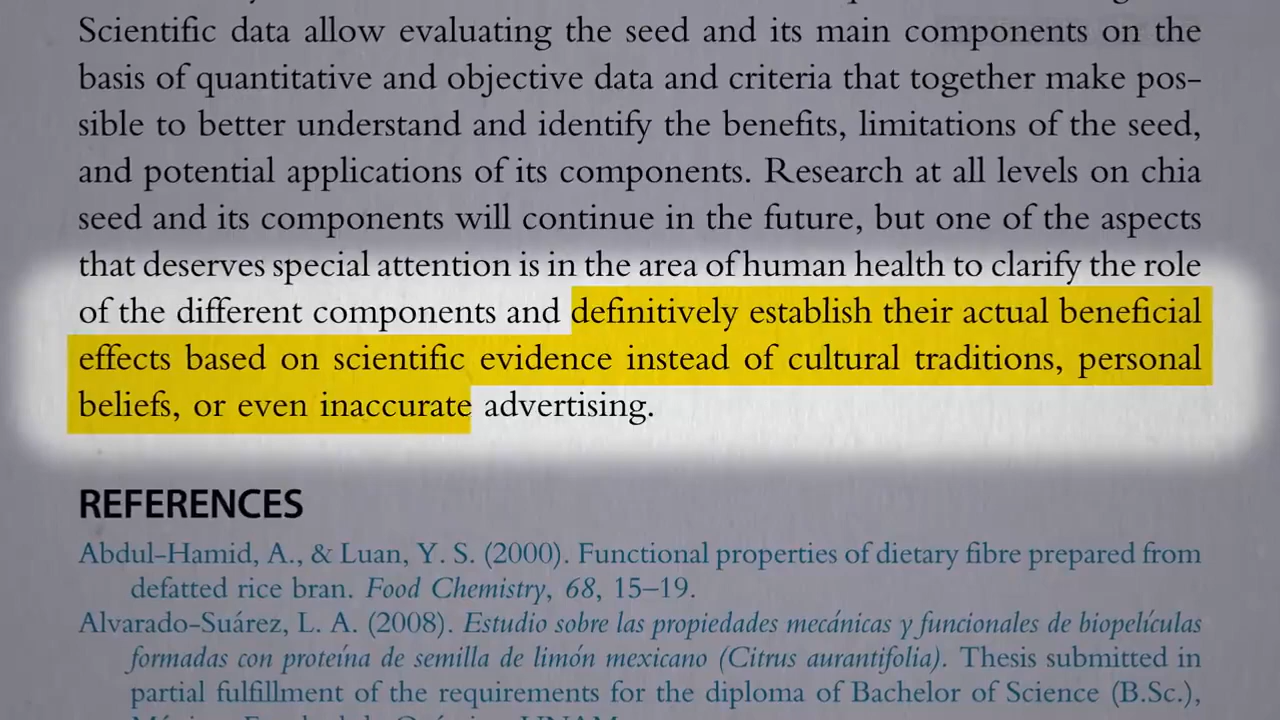 Scientific data allow evaluating the seed and its main components on the
basis of quantitative and objective data and criteria that together make pos-
sible to better understand and identify the benefits, limitations of the seed,
and potential applications of its components. Research at all levels on chia
seed and its components will continue in the future, but one of the aspects
that deserves special attention is in the area of human health to clarify the role
of the different components and definitively establish their actual beneficial
effects based on scientific evidence instead of cultural traditions, personal
beliefs, or even inaccurate advertising.
REFERENCES
Abdul-Hamid, A., & Luan, Y. S. (2000). Functional properties of dietary fibre prepared from
defatted rice bran. Food Chemistry, 68, 15–19.
Alvarado-Suárez, L. A. (2008). Estudio sobre las propiedades mecánicas y funcionales de biopelículas
formadas con proteína de semilla de limón mexicano (Citrus aurantifolia). Thesis submitted in
partial fulfillment of the requirements for the diploma of Bachelor of Science (B.Sc.),